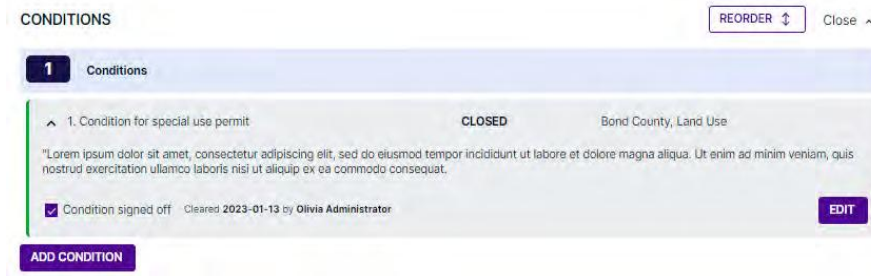 CONDITIONS REORDER Close
1 Conditions
1. Condition for special use permit CLOSED Bond County, Land Use
"Lorem ipsum dolor sit amet, consectetur adipiscing elit, sed do eiusmod tempor incididunt ut labore et dolore magna aliqua. Ut enim ad minim veniam, quis
nostrud exercitation ullamco laboris nisi ut aliquip ex ea commodo consequat.
Condition signed off Cleared 2023-01-13 by Olivia Administrator EDIT
ADD CONDITION